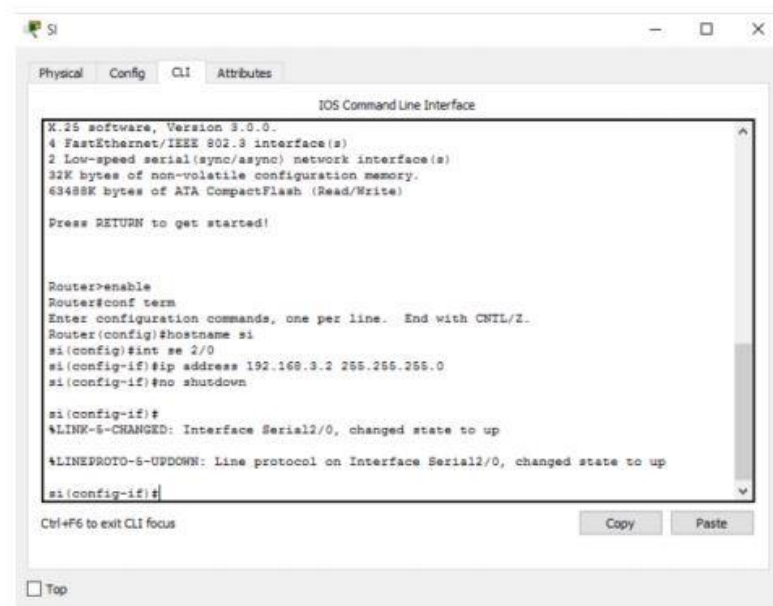 SI
Physical Config CLI Attributes
IOS Command Line Interface
X.25 software, Version 3.0.0.
4 FastEthernet/IEEE 802.3 interface(s)
2 Low-speed serial(sync/async) network interface(s)
32K bytes of non-volatile configuration memory.
63488K bytes of ATA CompactFlash (Read/Write)
Press RETURN to get started!
Router>enable
Router#conf term
Enter configuration commands, one per line. End with CNTL/Z.
Router(config)#hostname si
si(config)#int se 2/0
si(config-if)#ip address 192.168.3.2 255.255.255.0
si(config-if)#no shutdown
si(config-if)#
%LINK-5-CHANGED: Interface Serial2/0, changed state to up
%LINEPROTO-5-UPDOWN: Line protocol on Interface Serial2/0, changed state to up
si(config-if)#
Ctrl+F6 to exit CLI focus Copy Paste
Top